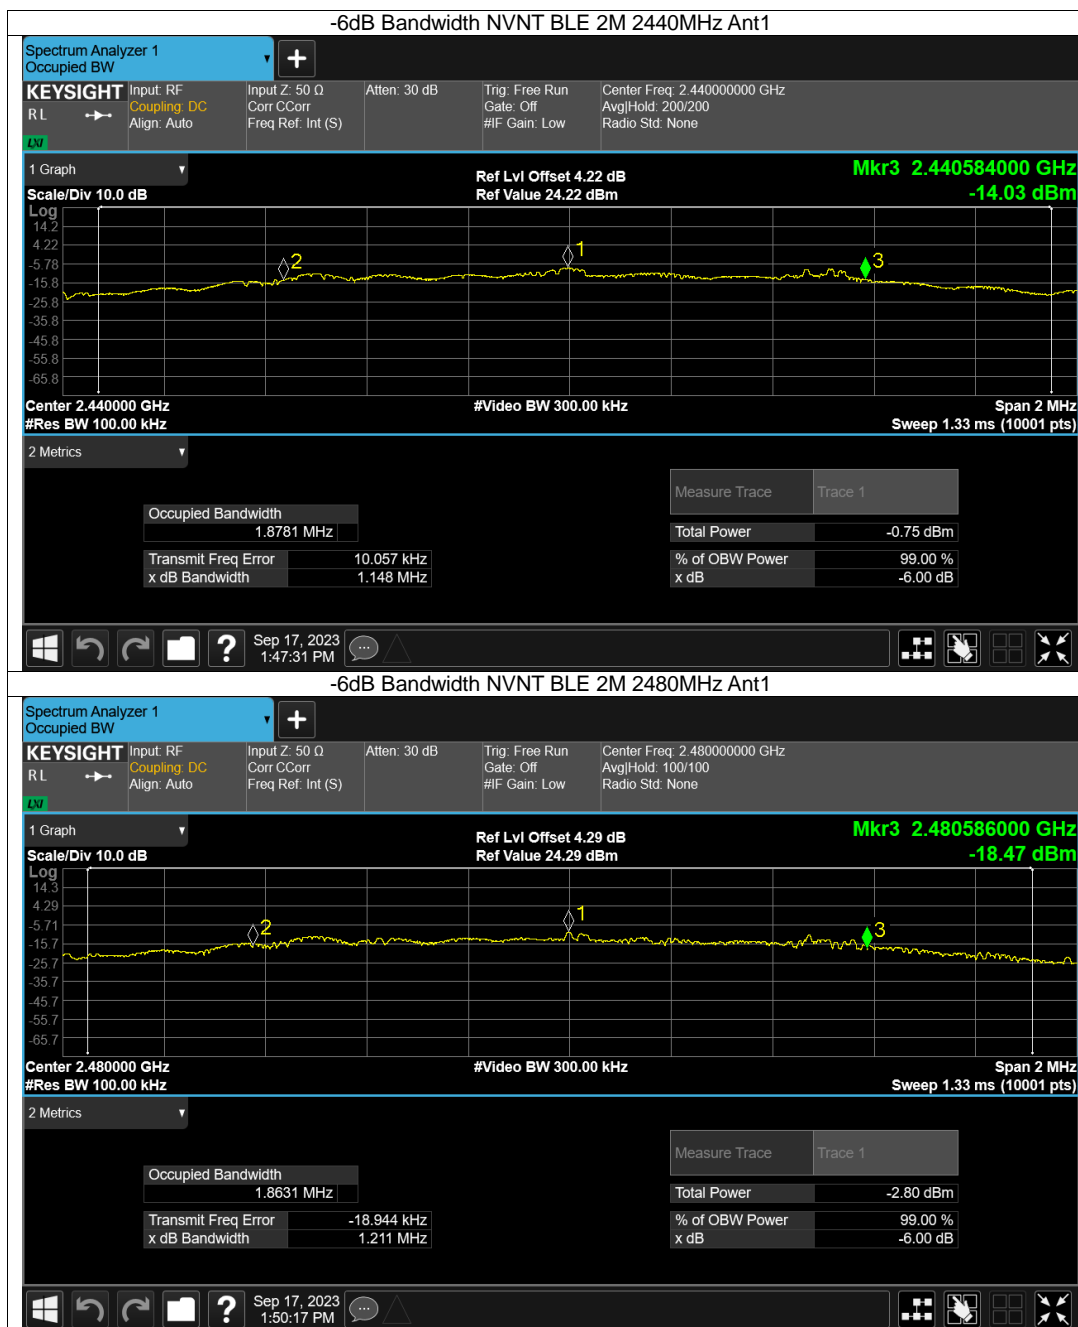 -6dB Bandwidth NVNT BLE 2M 2440MHz Ant1
Spectrum Analyzer 1
Occupied BW
+
KEYSIGHT Input: RF Input Z: 50 Ω Atten: 30 dB Trig: Free Run Center Freq: 2.440000000 GHz
RL Coupling: DC Corr CCorr Gate: Off Avg|Hold: 200/200
Align: Auto Freq Ref: Int (S) #IF Gain: Low Radio Std: None
LXI
1 Graph Ref Lvl Offset 4.22 dB Mkr3 2.440584000 GHz
Scale/Div 10.0 dB Ref Value 24.22 dBm -14.03 dBm
Log
14.2
4.22
-5.78
-15.8
-25.8
-35.8
-45.8
-55.8
-65.8
2
1
3
Center 2.440000 GHz #Video BW 300.00 kHz Span 2 MHz
#Res BW 100.00 kHz Sweep 1.33 ms (10001 pts)
2 Metrics
Measure Trace Trace 1
Occupied Bandwidth
1.8781 MHz Total Power -0.75 dBm
Transmit Freq Error 10.057 kHz % of OBW Power 99.00 %
x dB Bandwidth 1.148 MHz x dB -6.00 dB
? Sep 17, 2023
1:47:31 PM
-6dB Bandwidth NVNT BLE 2M 2480MHz Ant1
Spectrum Analyzer 1
Occupied BW
+
KEYSIGHT Input: RF Input Z: 50 Ω Atten: 30 dB Trig: Free Run Center Freq: 2.480000000 GHz
RL Coupling: DC Corr CCorr Gate: Off Avg|Hold: 100/100
Align: Auto Freq Ref: Int (S) #IF Gain: Low Radio Std: None
LXI
1 Graph Ref Lvl Offset 4.29 dB Mkr3 2.480586000 GHz
Scale/Div 10.0 dB Ref Value 24.29 dBm -18.47 dBm
Log
14.3
4.29
-5.71
-15.7
-25.7
-35.7
-45.7
-55.7
-65.7
2
1
3
Center 2.480000 GHz #Video BW 300.00 kHz Span 2 MHz
#Res BW 100.00 kHz Sweep 1.33 ms (10001 pts)
2 Metrics
Measure Trace Trace 1
Occupied Bandwidth
1.8631 MHz Total Power -2.80 dBm
Transmit Freq Error -18.944 kHz % of OBW Power 99.00 %
x dB Bandwidth 1.211 MHz x dB -6.00 dB
? Sep 17, 2023
1:50:17 PM